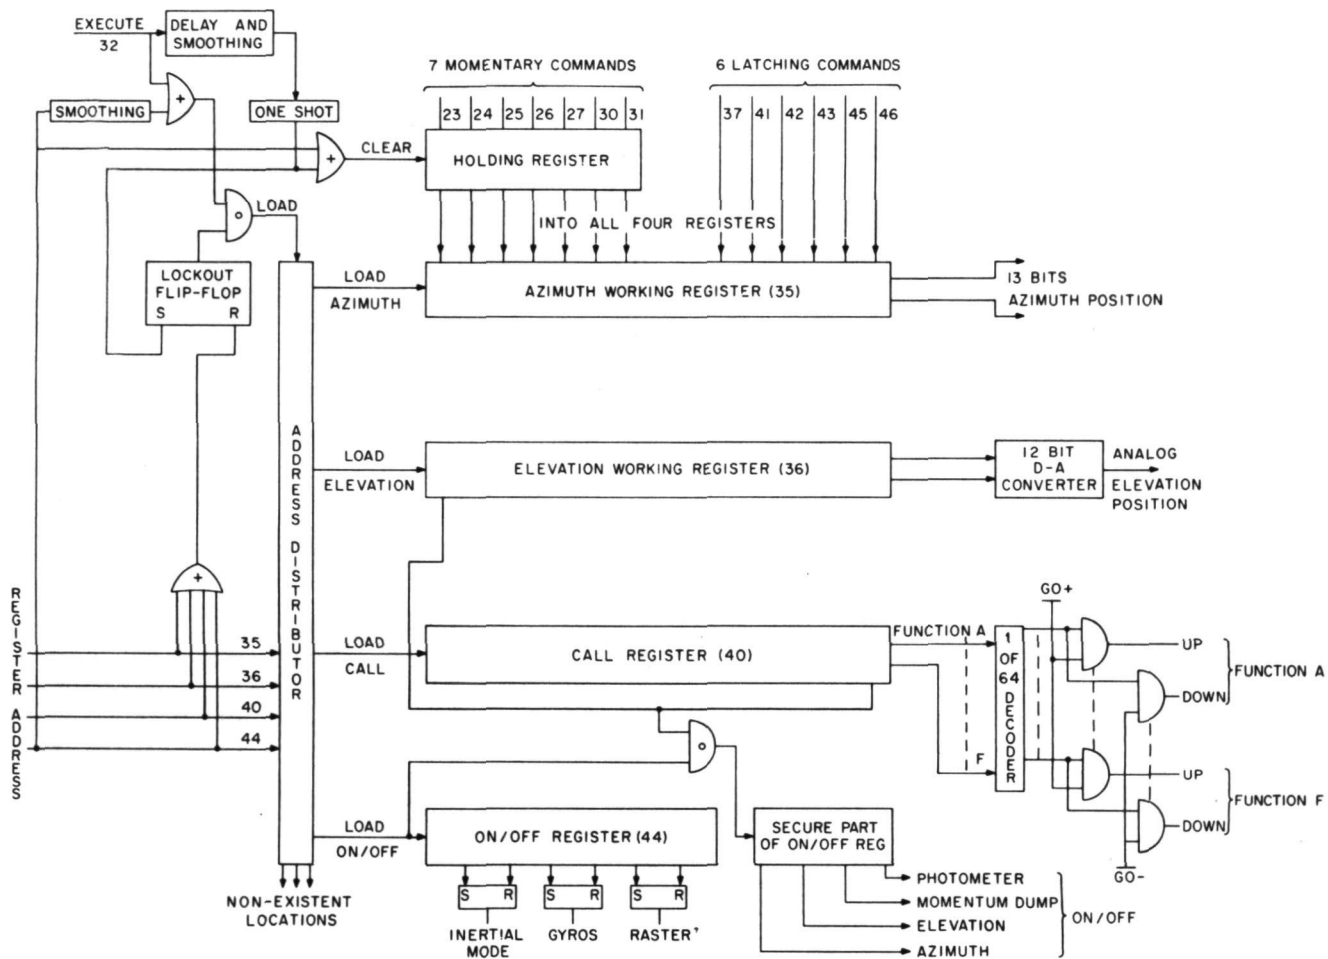 EXECUTE
32
DELAY AND
SMOOTHING
SMOOTHING
+
ONE SHOT
+
CLEAR
7 MOMENTARY COMMANDS
23 24 25 26 27 30 31
HOLDING REGISTER
6 LATCHING COMMANDS
37 41 42 43 45 46
INTO ALL FOUR REGISTERS
LOAD
LOCKOUT
FLIP-FLOP
S R
LOAD
AZIMUTH
AZIMUTH WORKING REGISTER (35)
13 BITS
AZIMUTH POSITION
ADDRESS DISTRIBUTOR
LOAD
ELEVATION
ELEVATION WORKING REGISTER (36)
12 BIT
D-A
CONVERTER
ANALOG
ELEVATION
POSITION
+
REGISTER ADDRESS
35
36
40
44
LOAD
CALL
CALL REGISTER (40)
FUNCTION A
F
1
OF
64
DECODER
GO+
UP
DOWN
FUNCTION A
UP
DOWN
FUNCTION F
GO-
LOAD
ON/OFF
ON/OFF REGISTER (44)
SECURE PART
OF ON/OFF REG
S R
S R
S R
INERTIAL
MODE
GYROS
RASTER
NON-EXISTENT
LOCATIONS
PHOTOMETER
MOMENTUM DUMP
ELEVATION
AZIMUTH
ON/OFF